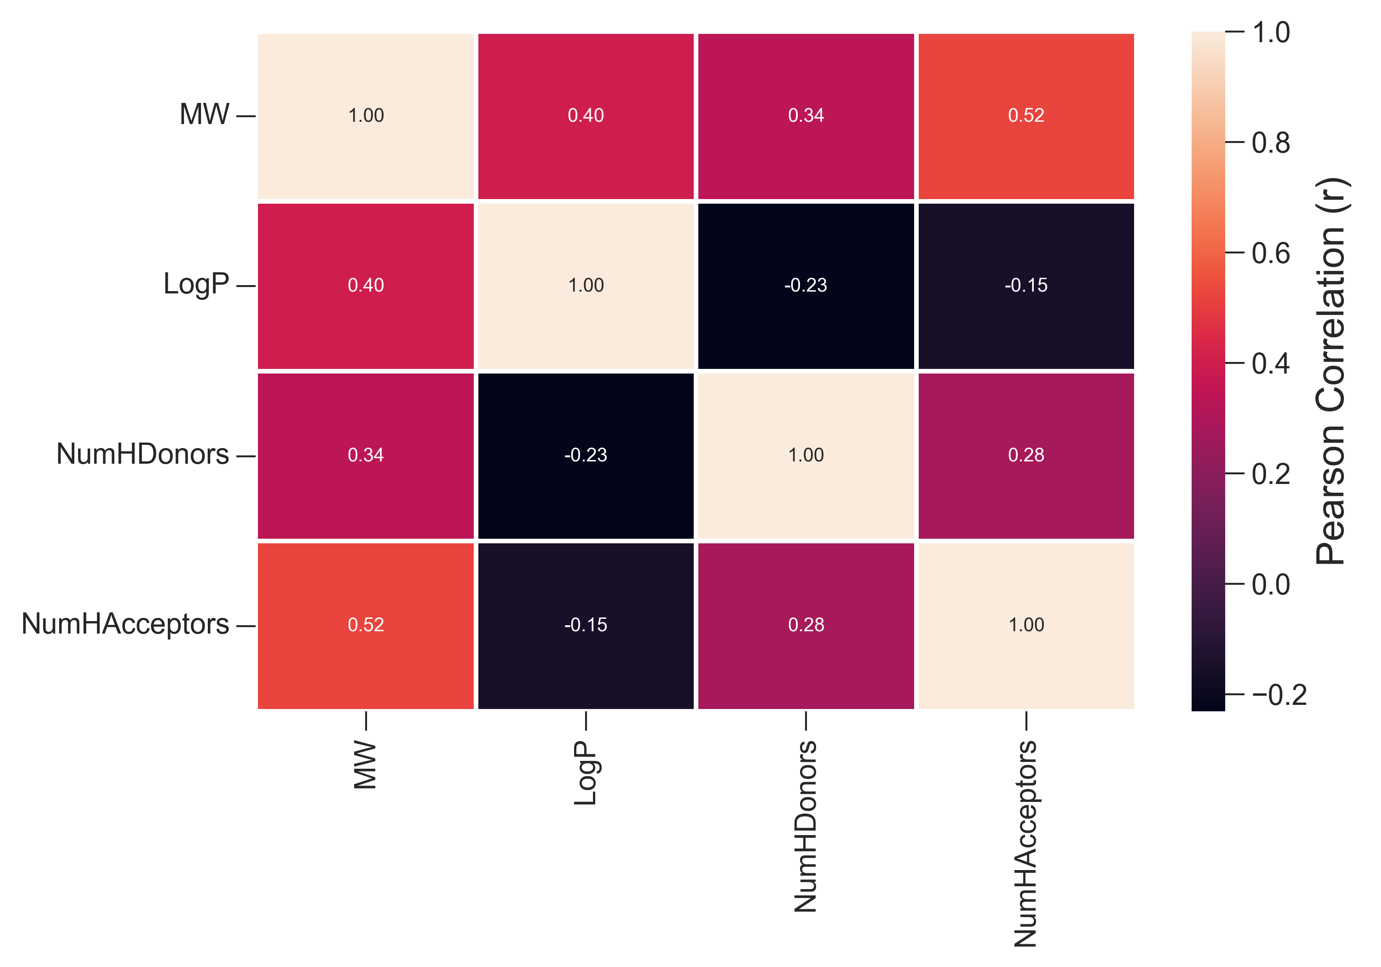 MW 1.00 0.40 0.34 0.52
LogP 0.40 1.00 -0.23 -0.15
NumHDonors 0.34 -0.23 1.00 0.28
NumHAcceptors 0.52 -0.15 0.28 1.00
MW
LogP
NumHDonors
NumHAcceptors
1.0
0.8
0.6
0.4
0.2
0.0
−0.2
Pearson Correlation (r)